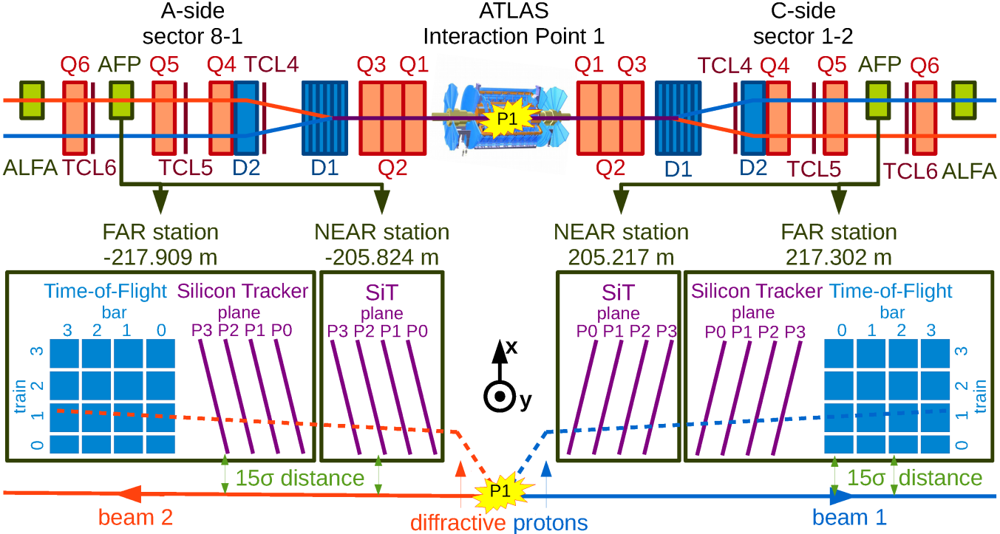 A-side
sector 8-1
ATLAS
Interaction Point 1
C-side
sector 1-2
Q6 AFP Q5 Q4 TCL4 Q3 Q1
Q1 Q3 TCL4 Q4 Q5 AFP Q6
P1
ALFA TCL6 TCL5 D2 D1 Q2
Q2 D1 D2 TCL5 TCL6 ALFA
FAR station
-217.909 m
NEAR station
-205.824 m
NEAR station
205.217 m
FAR station
217.302 m
Time-of-Flight
bar
3 2 1 0
train
3
2
1
0
Silicon Tracker
plane
P3 P2 P1 P0
SiT
plane
P3 P2 P1 P0
x
y
SiT
plane
P0 P1 P2 P3
Silicon Tracker
plane
P0 P1 P2 P3
Time-of-Flight
bar
0 1 2 3
3
2
1
0
train
15σ distance
15σ distance
P1
beam 2
diffractive protons
beam 1